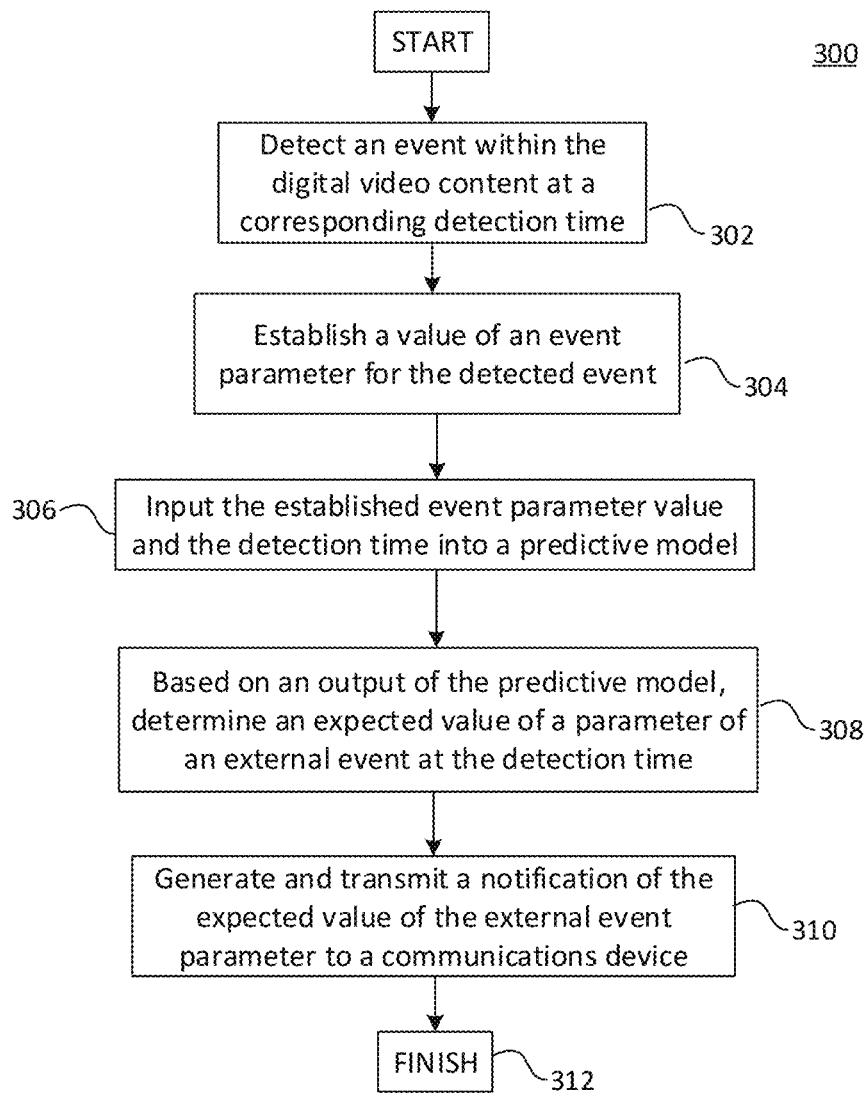 START
300
Detect an event within the
digital video content at a
corresponding detection time
302
Establish a value of an event
parameter for the detected event
304
306
Input the established event parameter value
and the detection time into a predictive model
Based on an output of the predictive model,
determine an expected value of a parameter of
an external event at the detection time
308
Generate and transmit a notification of the
expected value of the external event
parameter to a communications device
310
FINISH
312